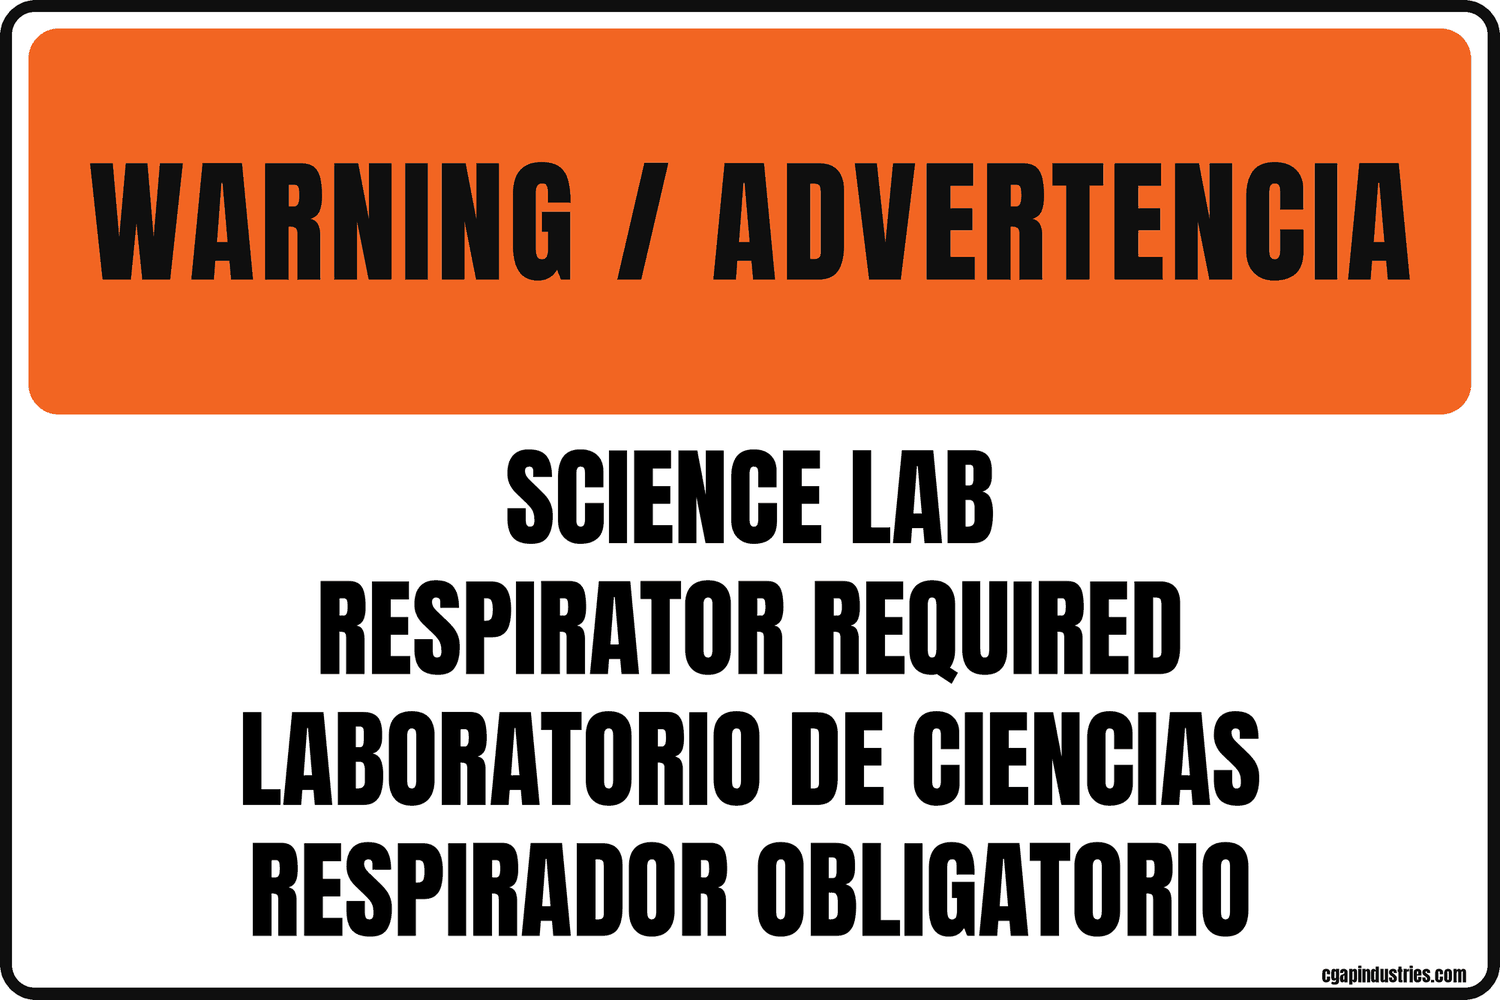 WARNING / ADVERTENCIA
SCIENCE LAB
RESPIRATOR REQUIRED
LABORATORIO DE CIENCIAS
RESPIRADOR OBLIGATORIO
cgapindustries.com